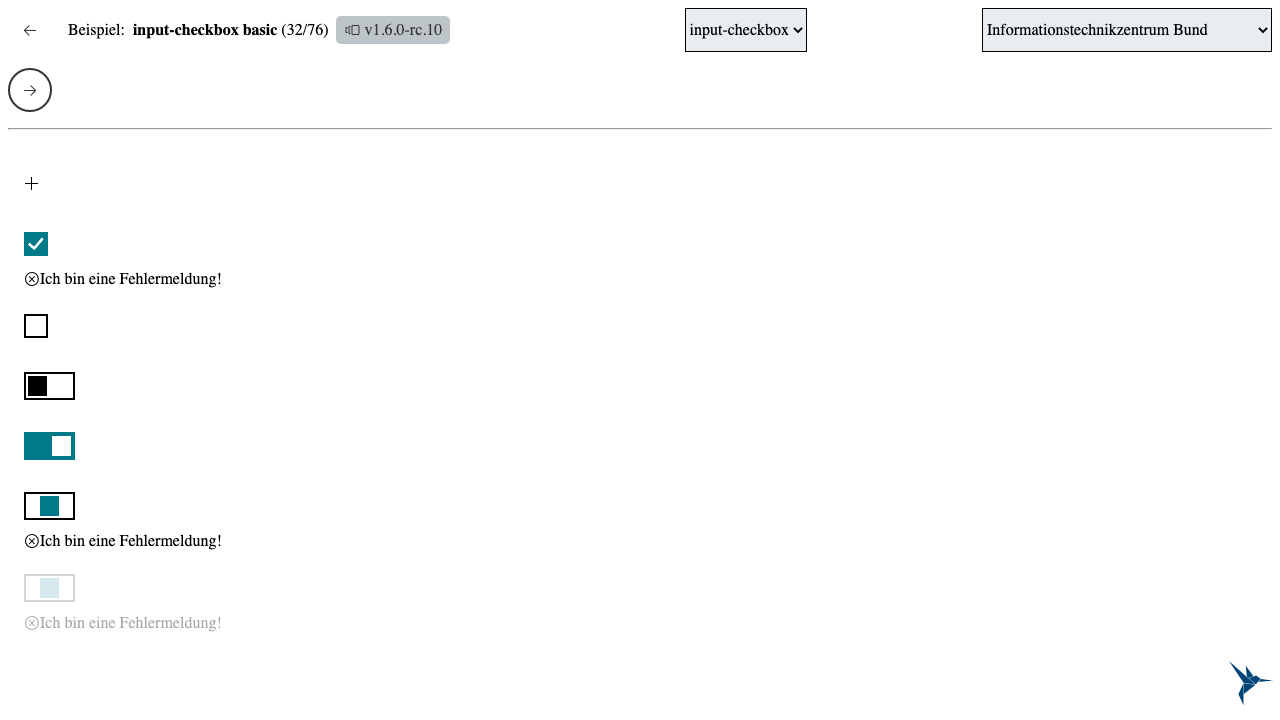 Beispiel: input-checkbox basic (32/76) v1.6.0-rc.10 input-checkbox Informationstechnikzentrum Bund
Ich bin eine Fehlermeldung!
Ich bin eine Fehlermeldung!
Ich bin eine Fehlermeldung!